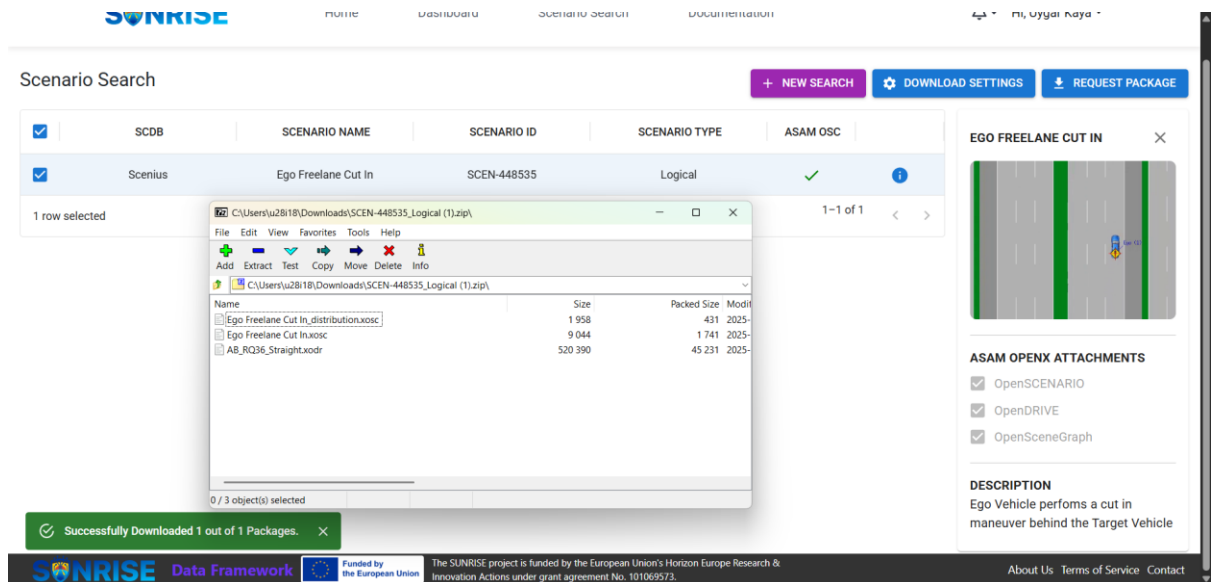 SUNRISE
Home Dashboard Scenario Search Documentation
Hi, Uygar Kaya
Scenario Search
+ NEW SEARCH
DOWNLOAD SETTINGS
REQUEST PACKAGE
SCDB SCENARIO NAME SCENARIO ID SCENARIO TYPE ASAM OSC
Scenius Ego Freelane Cut In SCEN-448535 Logical
1 row selected
1–1 of 1
C:\Users\u28i18\Downloads\SCEN-448535_Logical (1).zip\
File Edit View Favorites Tools Help
Add Extract Test Copy Move Delete Info
C:\Users\u28i18\Downloads\SCEN-448535_Logical (1).zip\
Name Size Packed Size Modif
Ego Freelane Cut In_distribution.xosc 1 958 431 2025-
Ego Freelane Cut In.xosc 9 044 1 741 2025-
AB_RQ36_Straight.xodr 520 390 45 231 2025-
0 / 3 object(s) selected
EGO FREELANE CUT IN
ASAM OPENX ATTACHMENTS
OpenSCENARIO
OpenDRIVE
OpenSceneGraph
DESCRIPTION
Ego Vehicle perfoms a cut in
maneuver behind the Target Vehicle
Successfully Downloaded 1 out of 1 Packages.
SUNRISE Data Framework
Funded by
the European Union
The SUNRISE project is funded by the European Union's Horizon Europe Research &
Innovation Actions under grant agreement No. 101069573.
About Us Terms of Service Contact